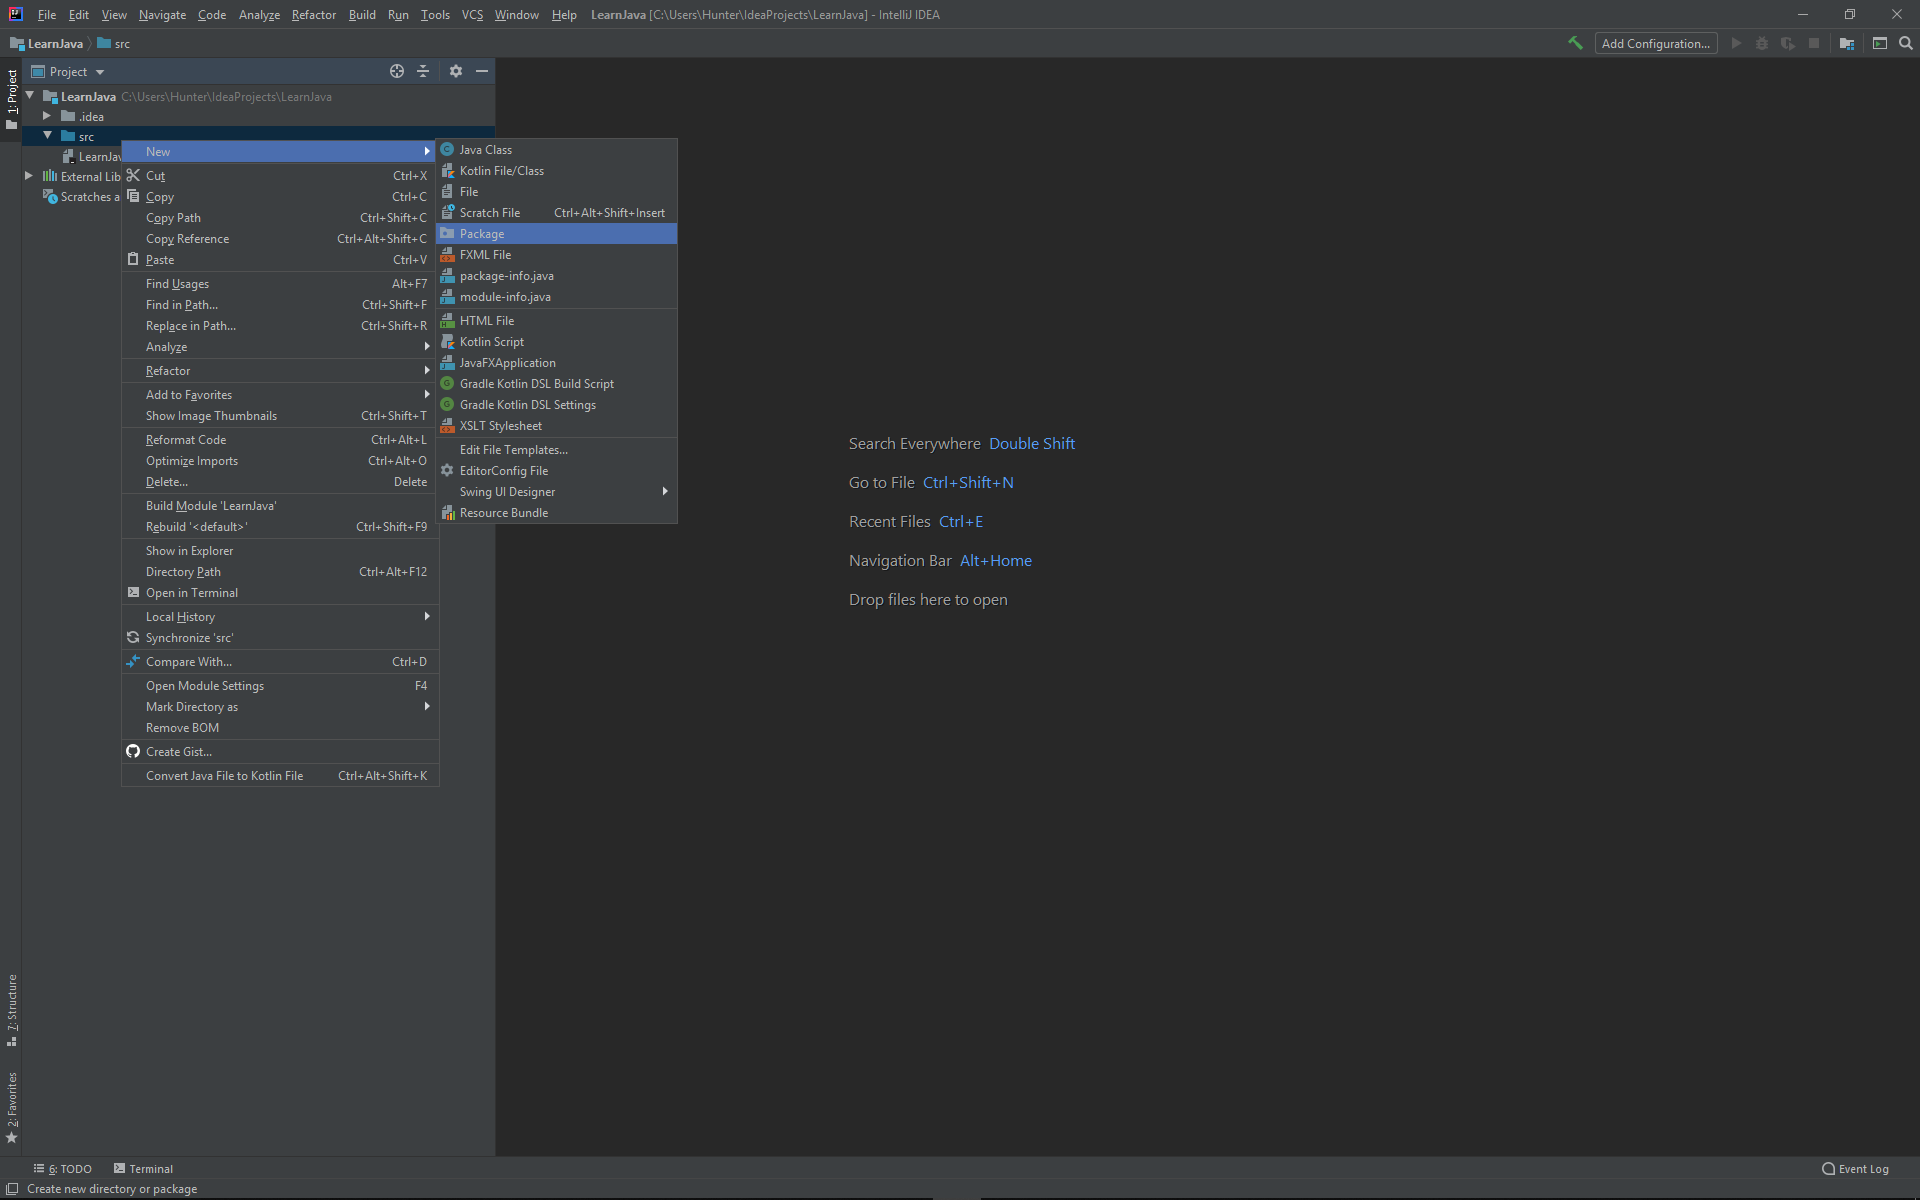 File Edit View Navigate Code Analyze Refactor Build Run Tools VCS Window Help LearnJava [C:\Users\Hunter\IdeaProjects\LearnJava] - IntelliJ IDEA
LearnJava src
Add Configuration...
Project
1: Project
LearnJava C:\Users\Hunter\IdeaProjects\LearnJava
.idea
src
LearnJav
External Lib
Scratches a
New
Cut Ctrl+X
Copy Ctrl+C
Copy Path Ctrl+Shift+C
Copy Reference Ctrl+Alt+Shift+C
Paste Ctrl+V
Find Usages Alt+F7
Find in Path... Ctrl+Shift+F
Replace in Path... Ctrl+Shift+R
Analyze
Refactor
Add to Favorites
Show Image Thumbnails Ctrl+Shift+T
Reformat Code Ctrl+Alt+L
Optimize Imports Ctrl+Alt+O
Delete... Delete
Build Module 'LearnJava'
Rebuild '<default>' Ctrl+Shift+F9
Show in Explorer
Directory Path Ctrl+Alt+F12
Open in Terminal
Local History
Synchronize 'src'
Compare With... Ctrl+D
Open Module Settings F4
Mark Directory as
Remove BOM
Create Gist...
Convert Java File to Kotlin File Ctrl+Alt+Shift+K
Java Class
Kotlin File/Class
File
Scratch File Ctrl+Alt+Shift+Insert
Package
FXML File
package-info.java
module-info.java
HTML File
Kotlin Script
JavaFXApplication
Gradle Kotlin DSL Build Script
Gradle Kotlin DSL Settings
XSLT Stylesheet
Edit File Templates...
EditorConfig File
Swing UI Designer
Resource Bundle
Search Everywhere Double Shift
Go to File Ctrl+Shift+N
Recent Files Ctrl+E
Navigation Bar Alt+Home
Drop files here to open
7: Structure
2: Favorites
6: TODO Terminal
Event Log
Create new directory or package